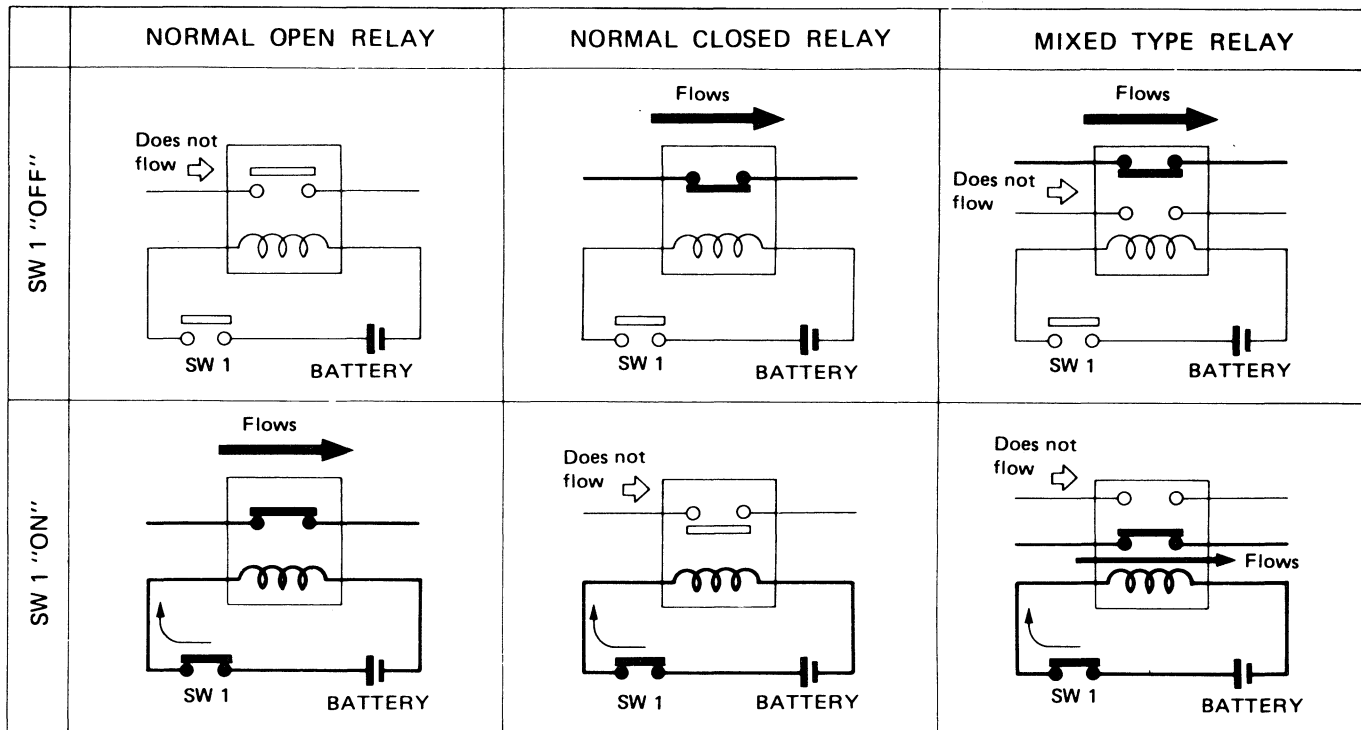 NORMAL OPEN RELAY
NORMAL CLOSED RELAY
MIXED TYPE RELAY
SW 1 "OFF"
Does not
flow
SW 1
BATTERY
Flows
SW 1
BATTERY
Flows
Does not
flow
SW 1
BATTERY
SW 1 "ON"
Flows
SW 1
BATTERY
Does not
flow
SW 1
BATTERY
Does not
flow
Flows
SW 1
BATTERY